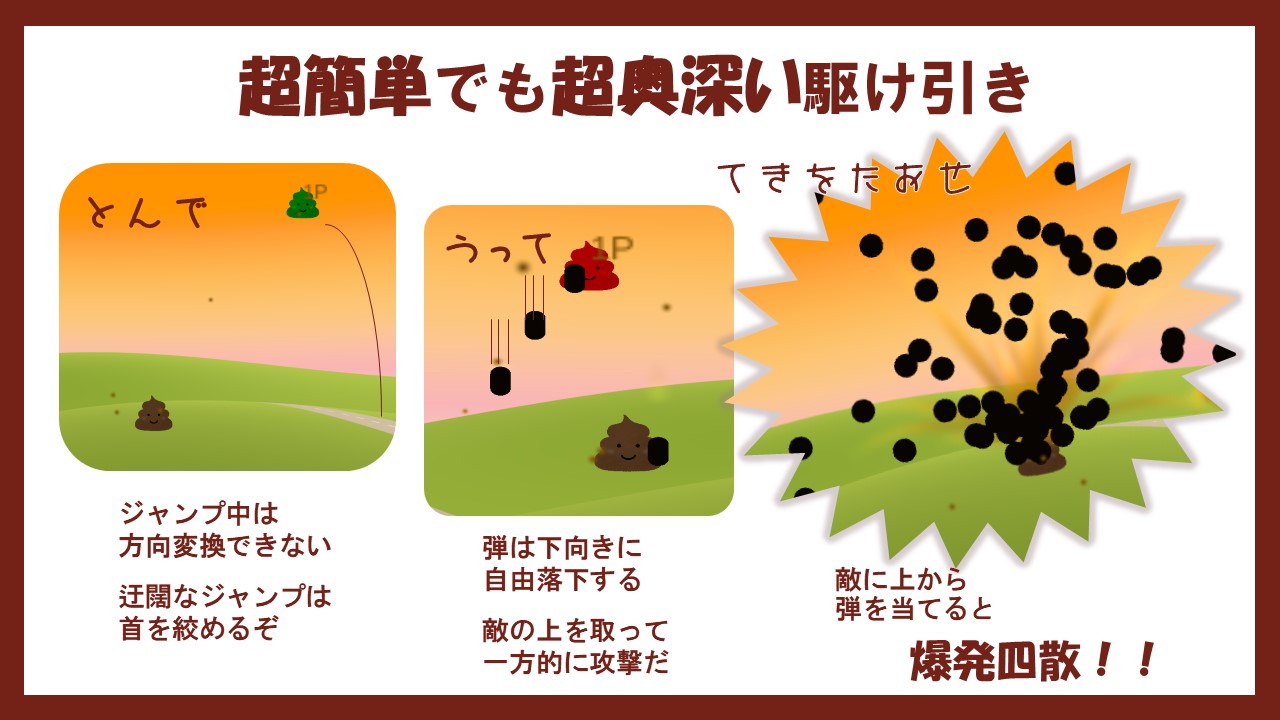 超簡単でも超奥深い駆け引き
とんで
1P
ジャンプ中は
方向変換できない
迂闊なジャンプは
首を絞めるぞ
うって
1P
弾は下向きに
自由落下する
敵の上を取って
一方的に攻撃だ
てきをたおせ
敵に上から
弾を当てると
爆発四散！！